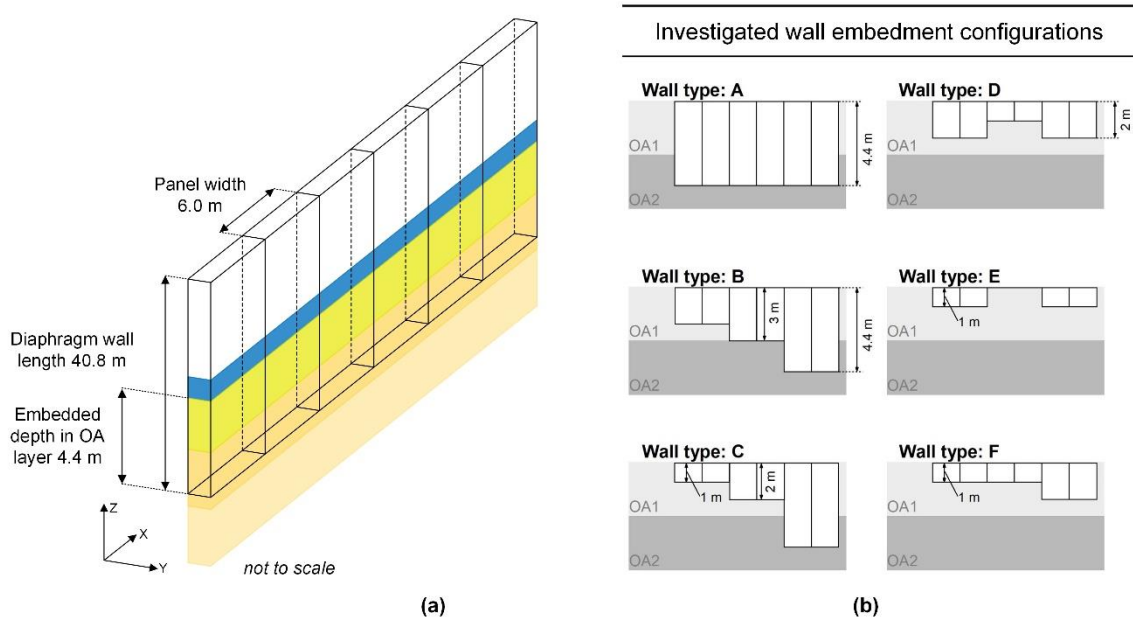 Panel width
6.0 m
Diaphragm wall
length 40.8 m
Embedded
depth in OA
layer 4.4 m
Z
X
Y
not to scale
(a)
Investigated wall embedment configurations
Wall type: A
OA1
OA2
4.4 m
Wall type: D
OA1
OA2
2 m
Wall type: B
OA1
OA2
3 m
4.4 m
Wall type: E
OA1
OA2
1 m
Wall type: C
OA1
OA2
1 m
2 m
Wall type: F
OA1
OA2
1 m
(b)